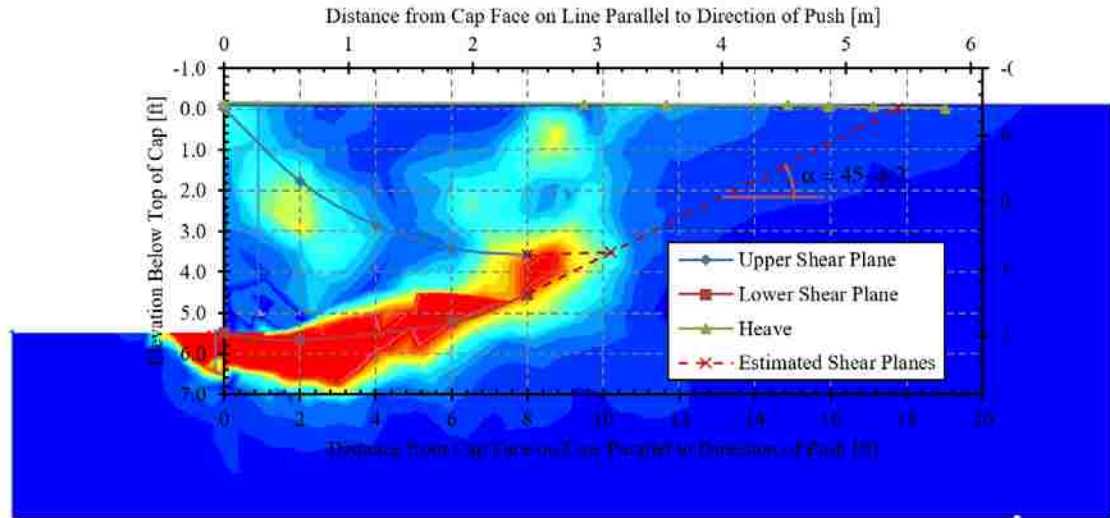 Distance from Cap Face on Line Parallel to Direction of Push [m]
0 1 2 3 4 5 6
-1.0
0.0
1.0
2.0
3.0
4.0
5.0
6.0
7.0
Elevation Below Top of Cap [ft]
α = 45
Upper Shear Plane
Lower Shear Plane
Heave
Estimated Shear Planes
0 2 4 6 8 10 12 14 16 18 20
Distance from Cap Face on Line Parallel to Direction of Push [ft]